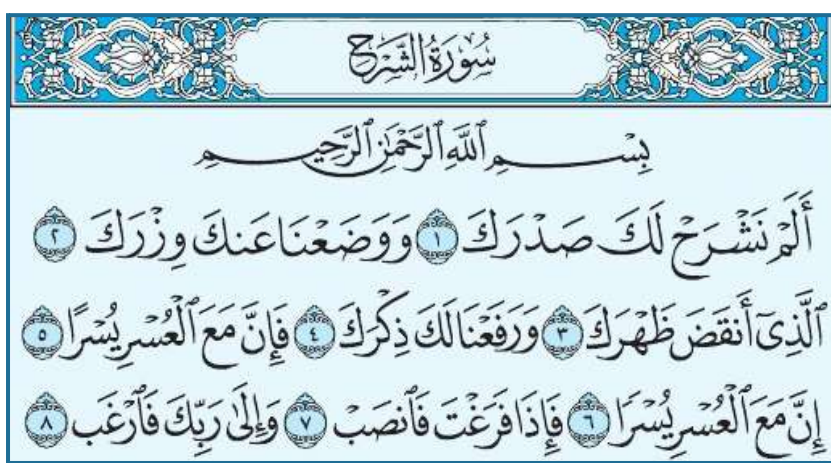 سُورَةُ الشَّرْحِ
بِسْمِ ٱللَّهِ ٱلرَّحْمَٰنِ ٱلرَّحِيمِ
أَلَمْ نَشْرَحْ لَكَ صَدْرَكَ ١ وَوَضَعْنَا عَنكَ وِزْرَكَ ٢
ٱلَّذِىٓ أَنقَضَ ظَهْرَكَ ٣ وَرَفَعْنَا لَكَ ذِكْرَكَ ٤ فَإِنَّ مَعَ ٱلْعُسْرِ يُسْرًا ٥
إِنَّ مَعَ ٱلْعُسْرِ يُسْرًا ٦ فَإِذَا فَرَغْتَ فَٱنصَبْ ٧ وَإِلَىٰ رَبِّكَ فَٱرْغَب ٨